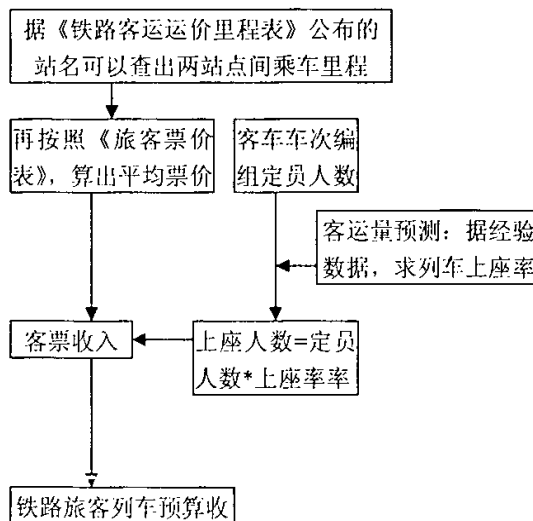 据《铁路客运运价里程表》公布的
站名可以查出两站点间乘车里程
再按照《旅客票价
表》，算出平均票价
客车车次编
组定员人数
客运量预测：据经验
数据，求列车上座率
客票收入
上座人数=定员
人数*上座率率
铁路旅客列车预算收